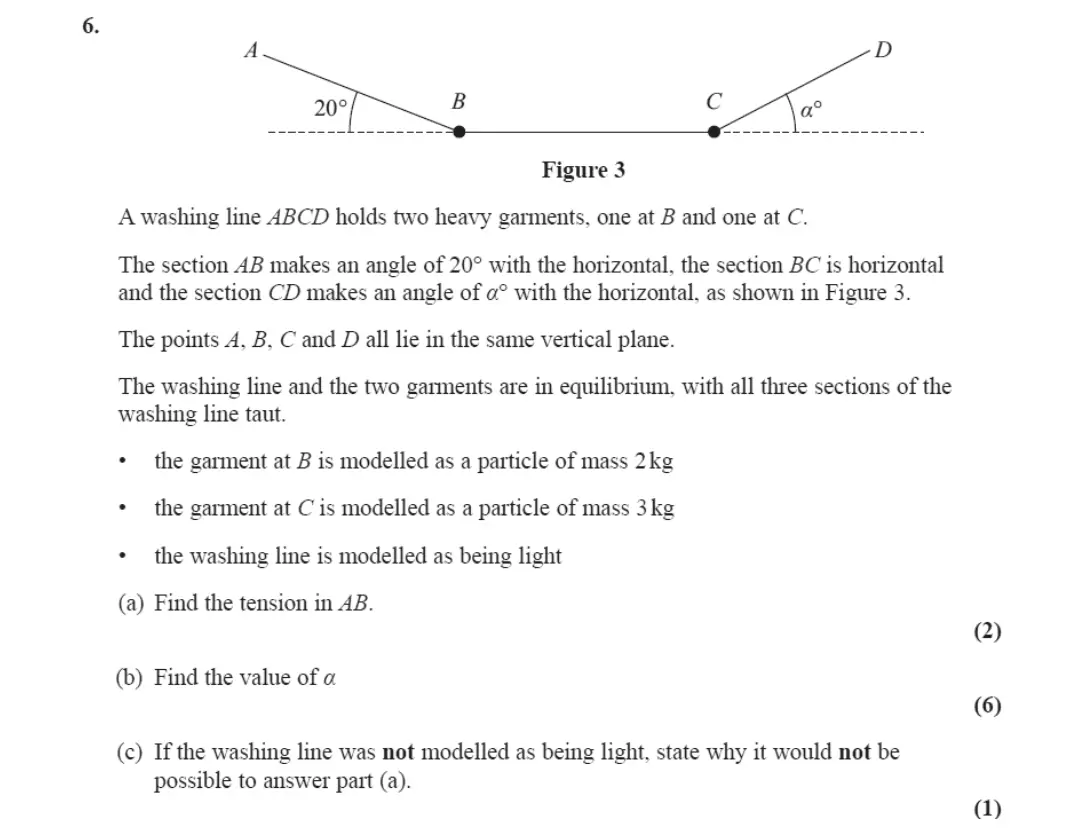 6.
A
D
20°
B
C
α°
Figure 3
A washing line ABCD holds two heavy garments, one at B and one at C.
The section AB makes an angle of 20° with the horizontal, the section BC is horizontal
and the section CD makes an angle of α° with the horizontal, as shown in Figure 3.
The points A, B, C and D all lie in the same vertical plane.
The washing line and the two garments are in equilibrium, with all three sections of the
washing line taut.
• the garment at B is modelled as a particle of mass 2 kg
• the garment at C is modelled as a particle of mass 3 kg
• the washing line is modelled as being light
(a) Find the tension in AB.
(2)
(b) Find the value of α
(6)
(c) If the washing line was not modelled as being light, state why it would not be
possible to answer part (a).
(1)